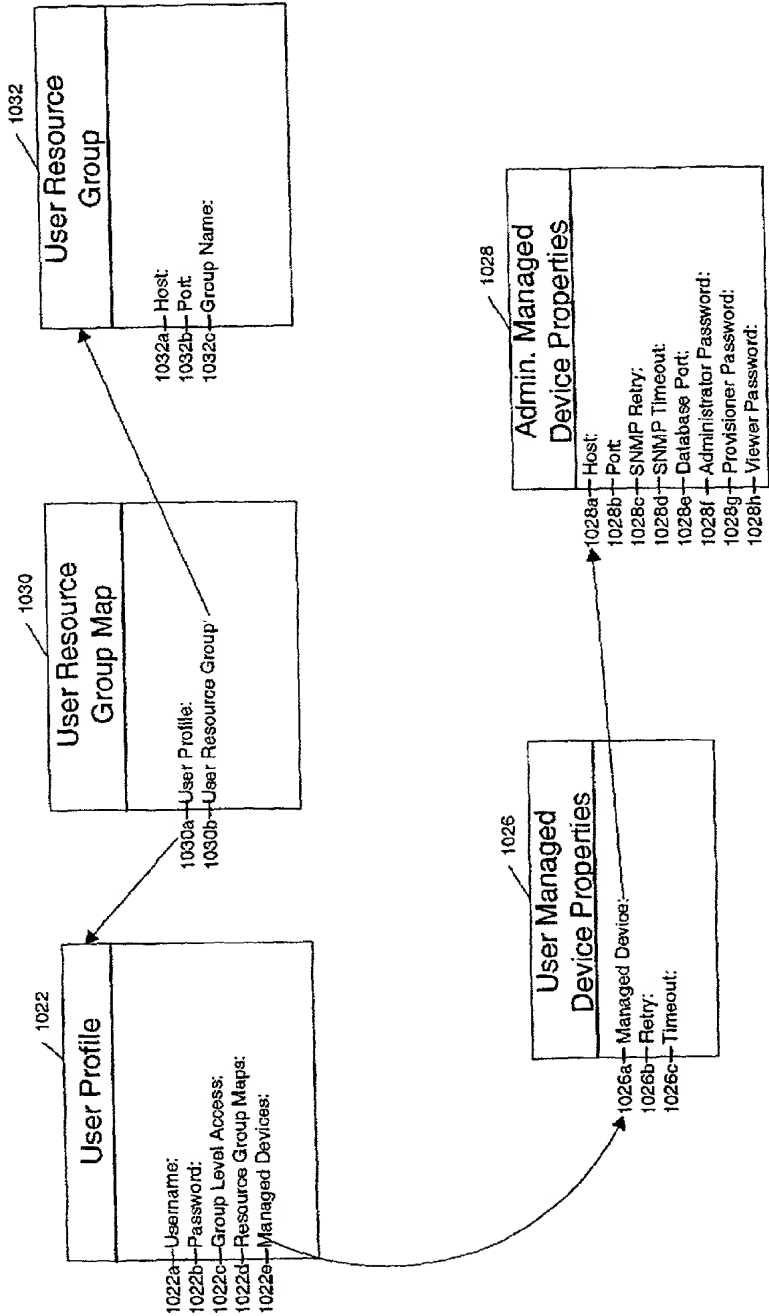 1022
User Profile
1022a Username:
1022b Password:
1022c Group Level Access:
1022d Resource Group Maps:
1022e Managed Devices:
1030
User Resource
Group Map
1030a User Profile:
1030b User Resource Group:
1032
User Resource
Group
1032a Host:
1032b Port:
1032c Group Name:
1026
User Managed
Device Properties
1026a Managed Device:
1026b Retry:
1026c Timeout:
1028
Admin. Managed
Device Properties
1028a Host:
1028b Port:
1028c SNMP Retry:
1028d SNMP Timeout:
1028e Database Port:
1028f Administrator Password:
1028g Provisioner Password:
1028h Viewer Password: